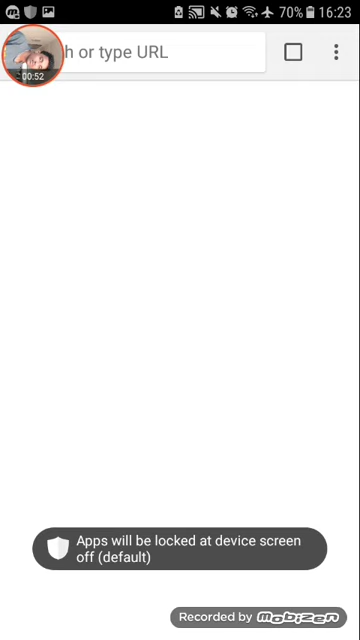 70% 16:23
h or type URL
00:52
Apps will be locked at device screen
off (default)
Recorded by Mobizen